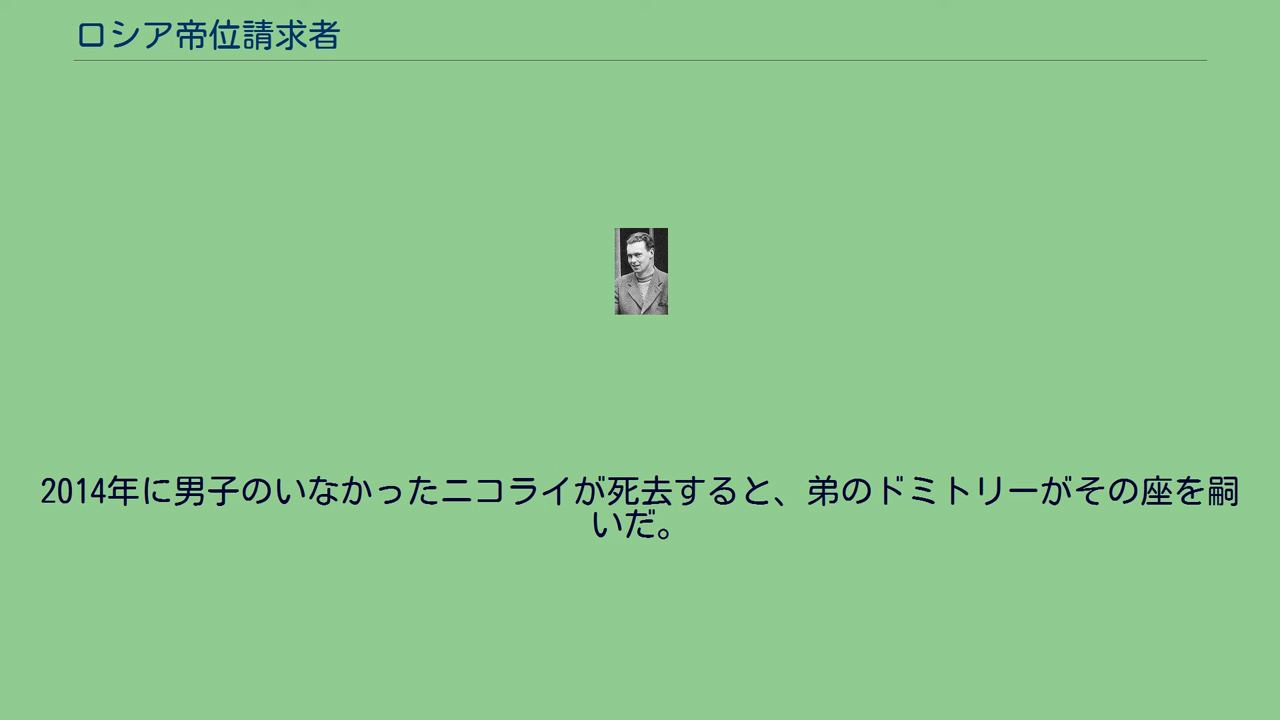 ロシア帝位請求者
2014年に男子のいなかったニコライが死去すると、弟のドミトリーがその座を嗣
いだ。